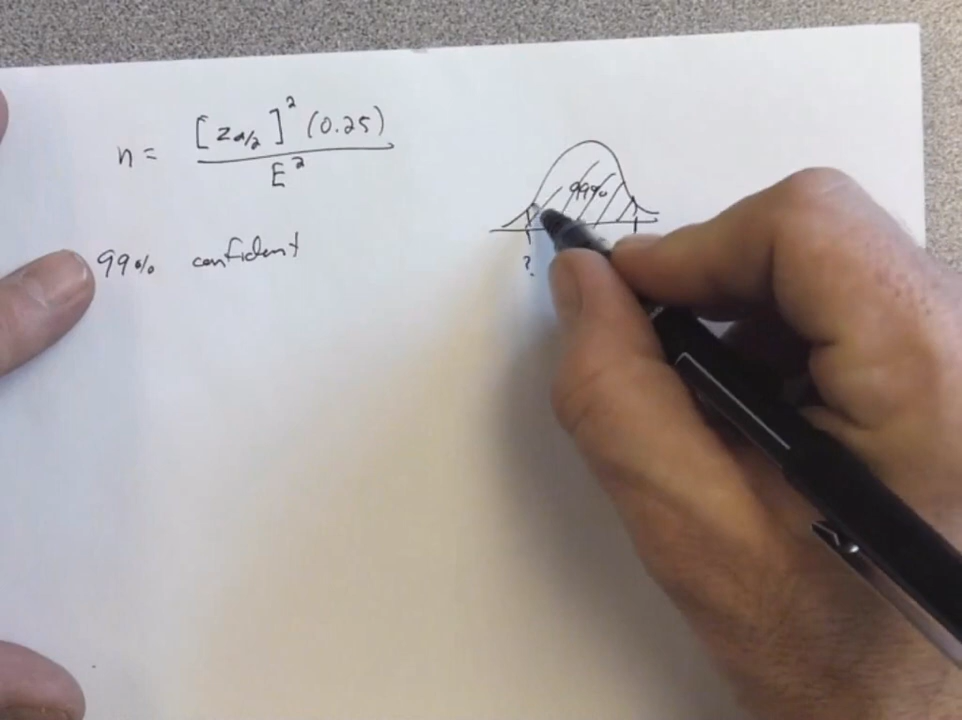 n = [zα/2]² (0.25) / E²
99%
99% confident
?